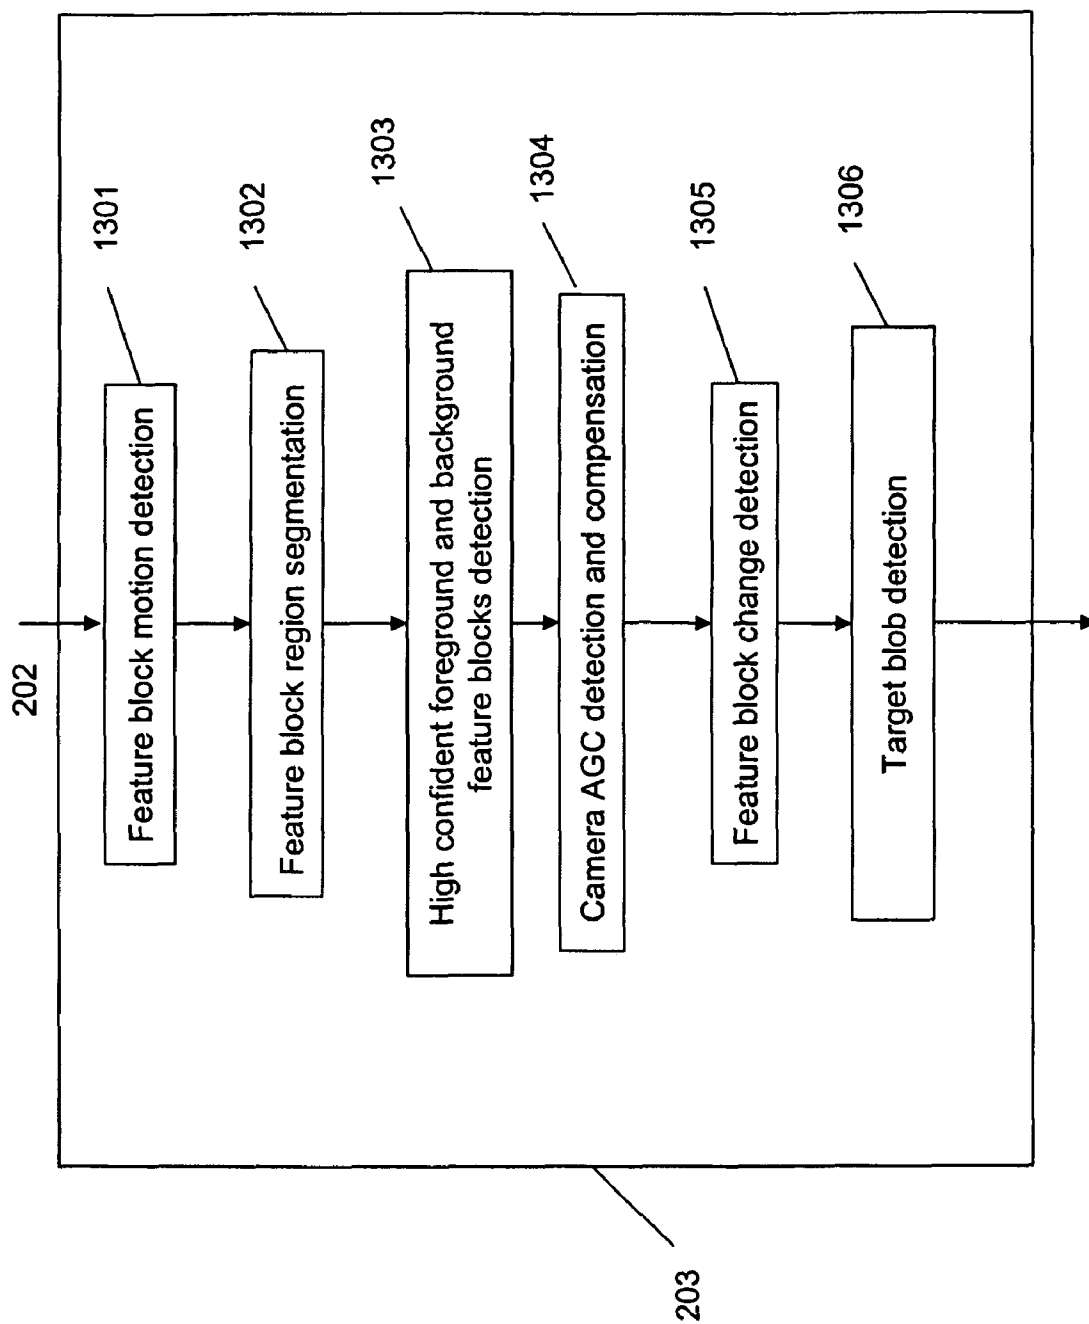 202
1301
Feature block motion detection
1302
Feature block region segmentation
1303
High confident foreground and background
feature blocks detection
1304
Camera AGC detection and compensation
1305
Feature block change detection
1306
Target blob detection
203